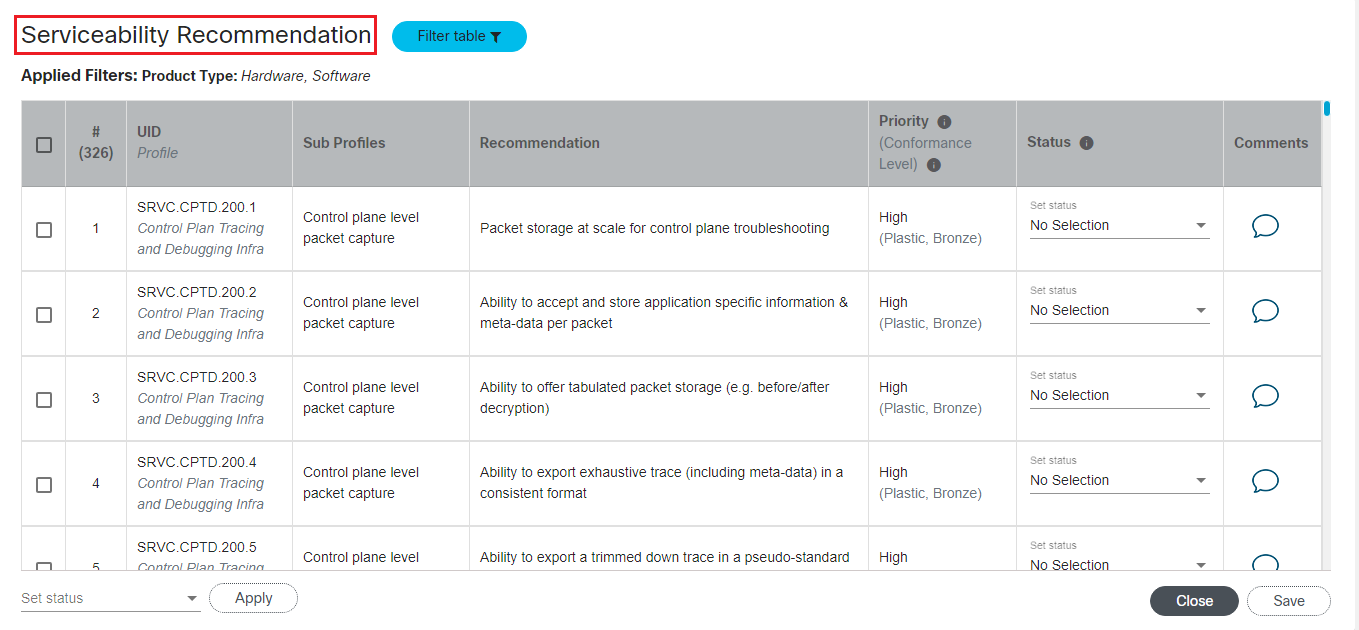 Serviceability Recommendation
Filter table
Applied Filters: Product Type: Hardware, Software
#
(326)
UID
Profile
Sub Profiles
Recommendation
Priority
(Conformance
Level)
Status
Comments
1
SRVC.CPTD.200.1
Control Plan Tracing
and Debugging Infra
Control plane level
packet capture
Packet storage at scale for control plane troubleshooting
High
(Plastic, Bronze)
Set status
No Selection
2
SRVC.CPTD.200.2
Control Plan Tracing
and Debugging Infra
Control plane level
packet capture
Ability to accept and store application specific information &
meta-data per packet
High
(Plastic, Bronze)
Set status
No Selection
3
SRVC.CPTD.200.3
Control Plan Tracing
and Debugging Infra
Control plane level
packet capture
Ability to offer tabulated packet storage (e.g. before/after
decryption)
High
(Plastic, Bronze)
Set status
No Selection
4
SRVC.CPTD.200.4
Control Plan Tracing
and Debugging Infra
Control plane level
packet capture
Ability to export exhaustive trace (including meta-data) in a
consistent format
High
(Plastic, Bronze)
Set status
No Selection
5
SRVC.CPTD.200.5
Control Plan Tracing
Control plane level
Ability to export a trimmed down trace in a pseudo-standard
High
Set status
No Selection
Set status
Apply
Close
Save